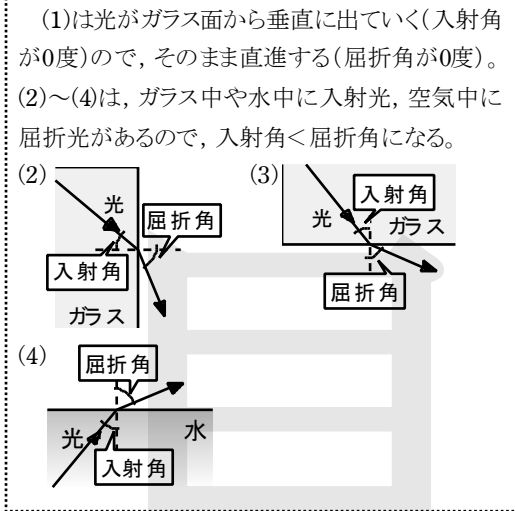 (1)は光がガラス面から垂直に出ていく(入射角
が0度)ので，そのまま直進する(屈折角が0度)。
(2)～(4)は，ガラス中や水中に入射光，空気中に
屈折光があるので，入射角＜屈折角になる。
(2)
光
屈折角
入射角
ガラス
(3)
入射角
光
ガラス
屈折角
(4)
屈折角
光
水
入射角